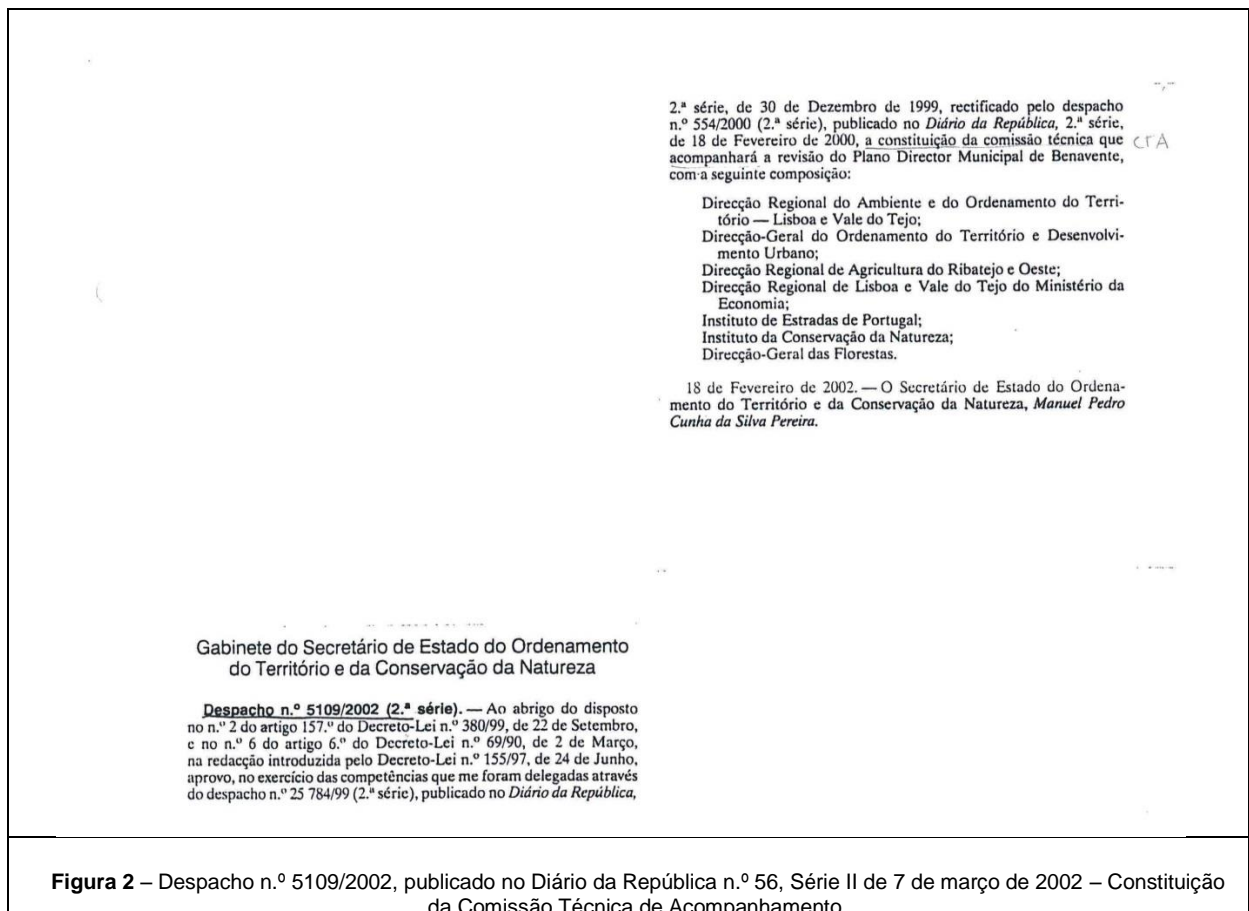 Gabinete do Secretário de Estado do Ordenamento
do Território e da Conservação da Natureza
Despacho n.º 5109/2002 (2.ª série). — Ao abrigo do disposto
no n.º 2 do artigo 157.º do Decreto-Lei n.º 380/99, de 22 de Setembro,
e no n.º 6 do artigo 6.º do Decreto-Lei n.º 69/90, de 2 de Março,
na redacção introduzida pelo Decreto-Lei n.º 155/97, de 24 de Junho,
aprovo, no exercício das competências que me foram delegadas através
do despacho n.º 25 784/99 (2.ª série), publicado no Diário da República,
2.ª série, de 30 de Dezembro de 1999, rectificado pelo despacho
n.º 554/2000 (2.ª série), publicado no Diário da República, 2.ª série,
de 18 de Fevereiro de 2000, a constituição da comissão técnica que CTA
acompanhará a revisão do Plano Director Municipal de Benavente,
com a seguinte composição:
Direcção Regional do Ambiente e do Ordenamento do Terri-
tório — Lisboa e Vale do Tejo;
Direcção-Geral do Ordenamento do Território e Desenvolvi-
mento Urbano;
Direcção Regional de Agricultura do Ribatejo e Oeste;
Direcção Regional de Lisboa e Vale do Tejo do Ministério da
Economia;
Instituto de Estradas de Portugal;
Instituto da Conservação da Natureza;
Direcção-Geral das Florestas.
18 de Fevereiro de 2002. — O Secretário de Estado do Ordena-
mento do Território e da Conservação da Natureza, Manuel Pedro
Cunha da Silva Pereira.
Figura 2 – Despacho n.º 5109/2002, publicado no Diário da República n.º 56, Série II de 7 de março de 2002 – Constituição
da Comissão Técnica de Acompanhamento